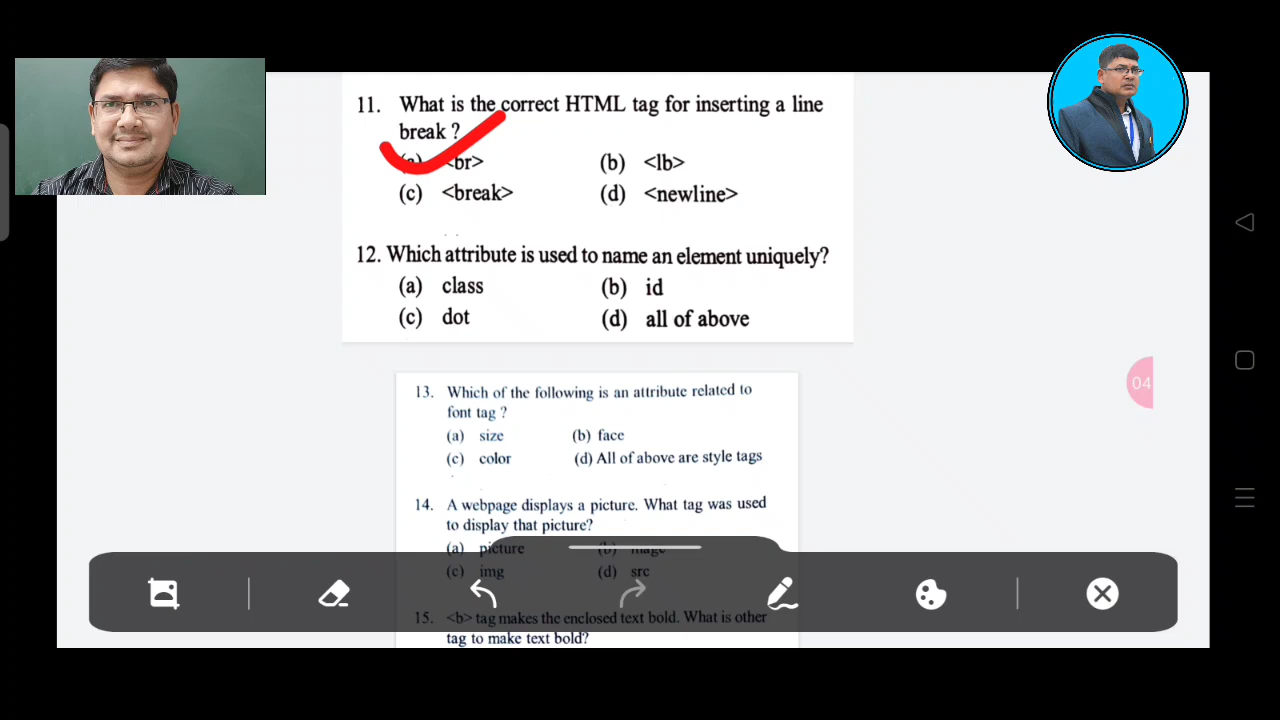 11. What is the correct HTML tag for inserting a line
break ?
(a) <br> (b) <lb>
(c) <break> (d) <newline>
12. Which attribute is used to name an element uniquely?
(a) class (b) id
(c) dot (d) all of above
04
13. Which of the following is an attribute related to
font tag ?
(a) size (b) face
(c) color (d) All of above are style tags
14. A webpage displays a picture. What tag was used
to display that picture?
(a) picture (b) image
(c) img (d) src
15. <b> tag makes the enclosed text bold. What is other
tag to make text bold?